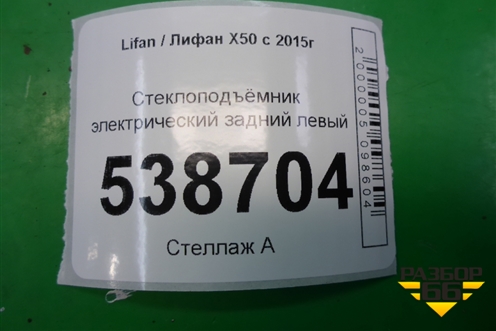 Lifan / Лифан X50 с 2015г
Стеклоподъёмник
электрический задний левый
538704
Стеллаж А
2000005098604
РАЗБОР
66